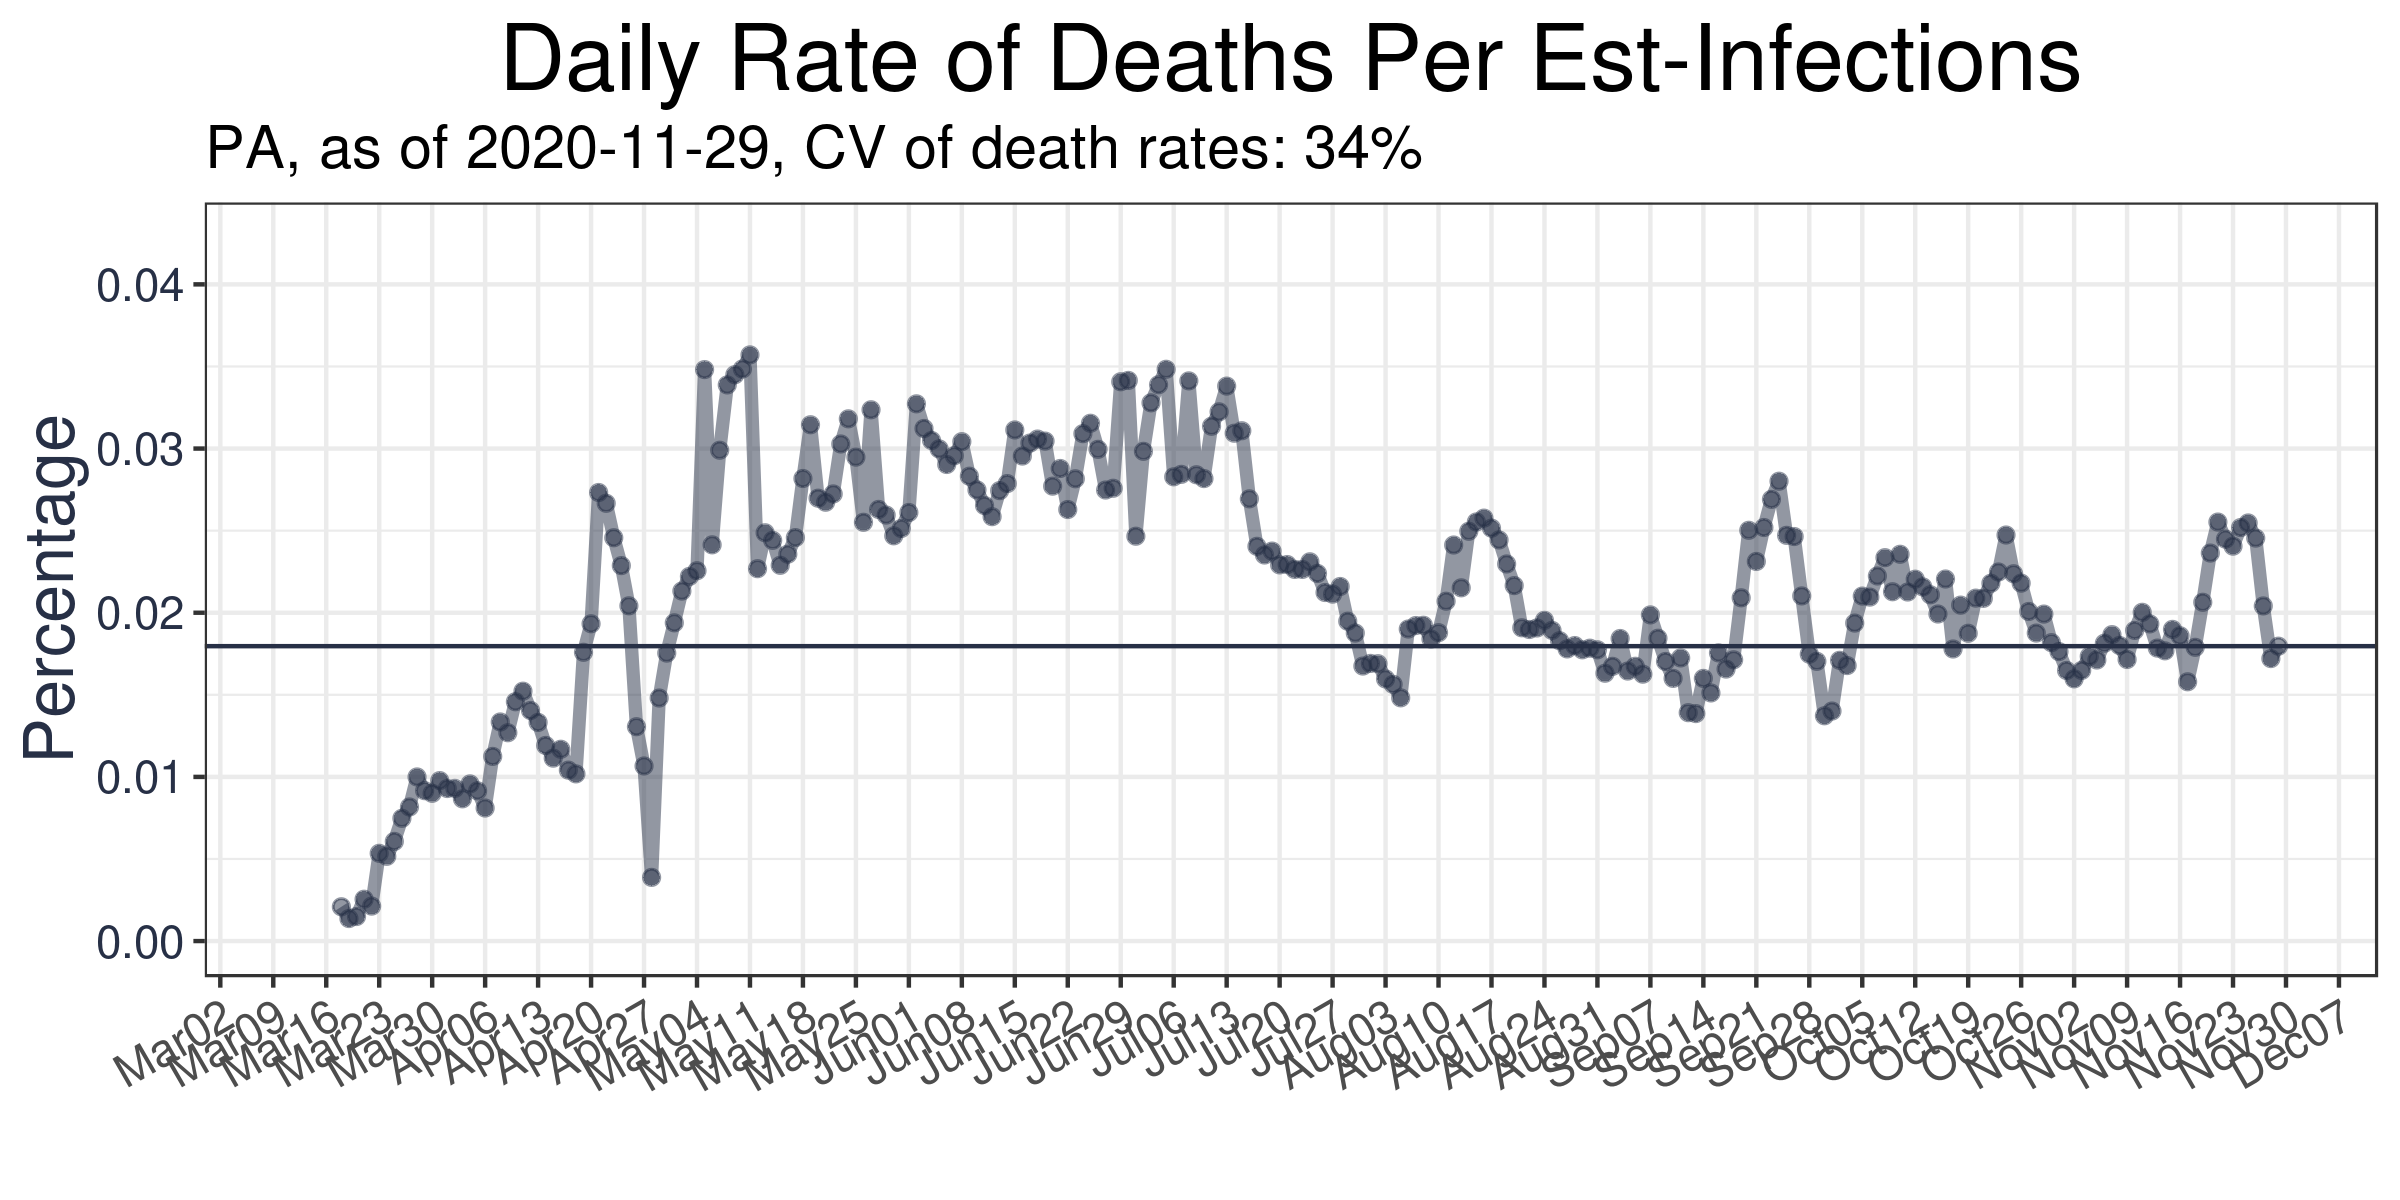 Daily Rate of Deaths Per Est-Infections
PA, as of 2020-11-29, CV of death rates: 34%
Percentage
0.04
0.03
0.02
0.01
0.00
Mar02
Mar09
Mar16
Mar23
Mar30
Apr06
Apr13
Apr20
Apr27
May04
May11
May18
May25
Jun01
Jun08
Jun15
Jun22
Jun29
Jul06
Jul13
Jul20
Jul27
Aug03
Aug10
Aug17
Aug24
Aug31
Sep07
Sep14
Sep21
Sep28
Oct05
Oct12
Oct19
Oct26
Nov02
Nov09
Nov16
Nov23
Nov30
Dec07